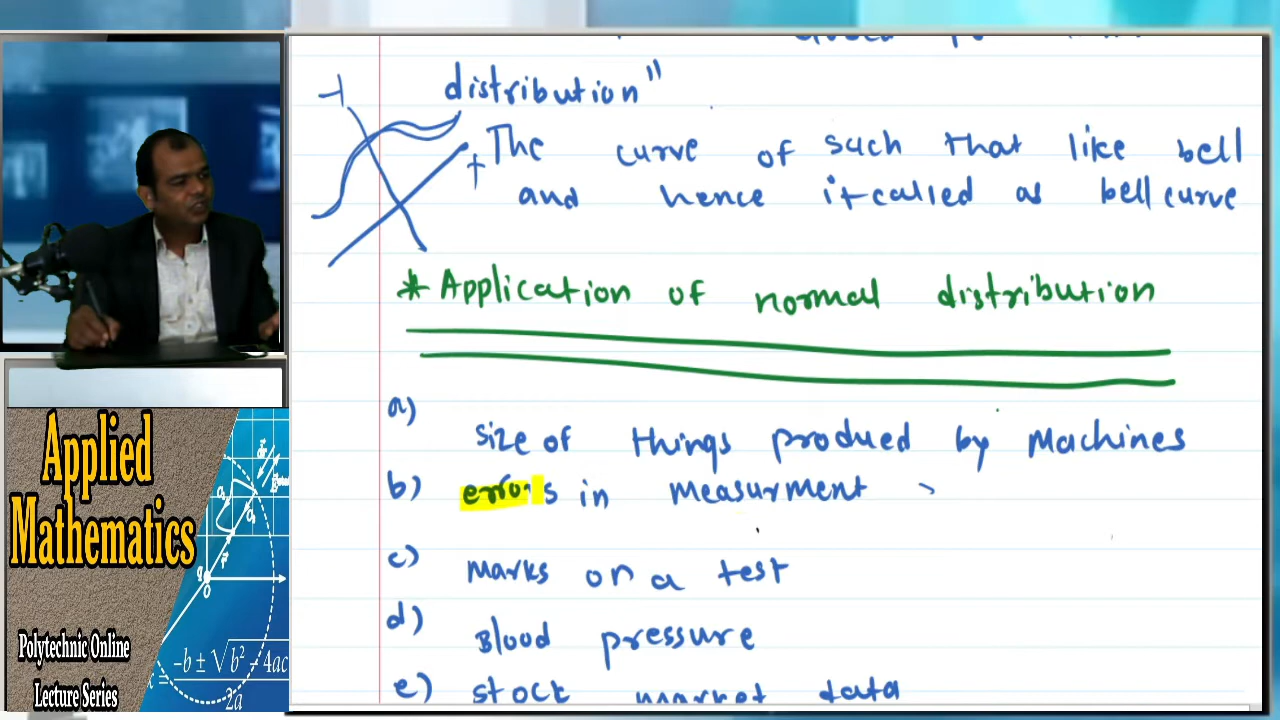 distribution"
The curve of such that like bell
and hence it called as bell curve
* Application of normal distribution
a)
size of things produed by Machines
b) errors in measurment
c) marks on a test
d) Blood pressure
e) stock market data
Applied
Mathematics
Polytechnic Online
Lecture Series
-b ± √b² - 4ac
2a